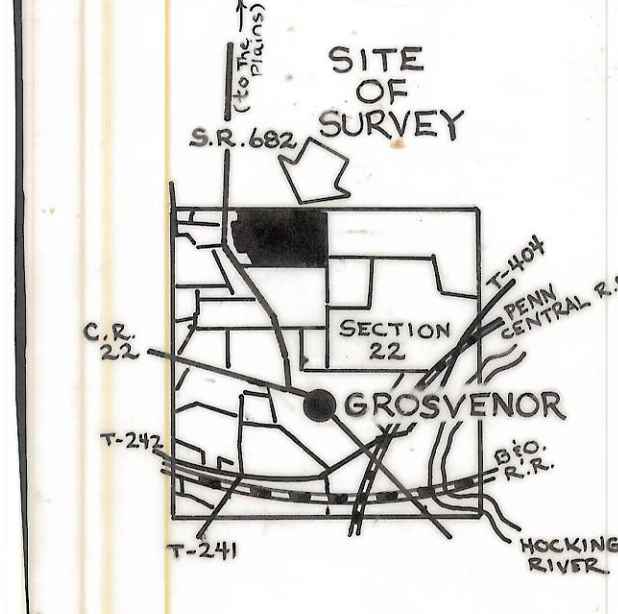 (to The
Plains)
SITE
OF
SURVEY
S.R. 682
T-404
PENN
CENTRAL R.
C.R.
22
SECTION
22
GROSVENOR
T-242
B&O.
R.R.
T-241
HOCKING
RIVER